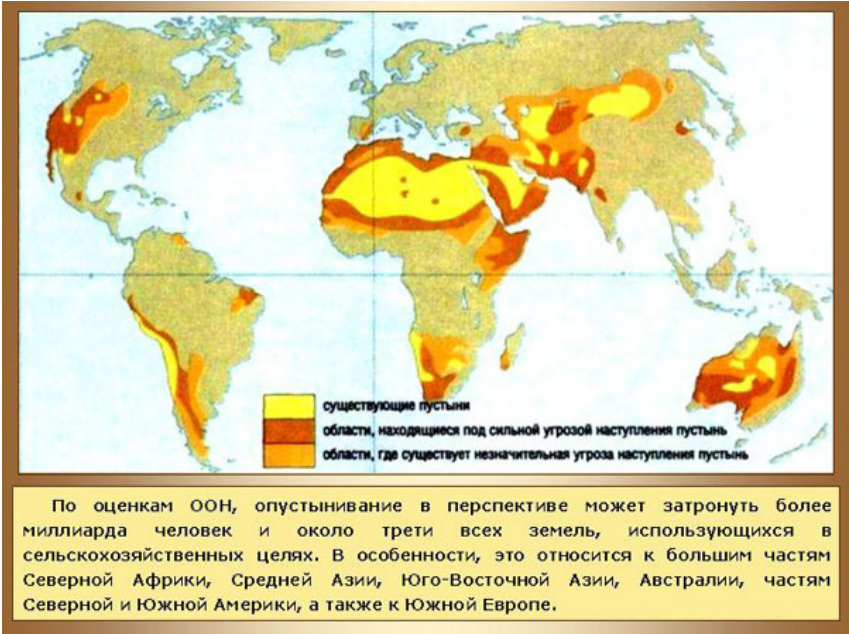 существующие пустыни
области, находящиеся под сильной угрозой наступления пустынь
области, где существует незначительная угроза наступления пустынь
По оценкам ООН, опустынивание в перспективе может затронуть более
миллиарда человек и около трети всех земель, использующихся в
сельскохозяйственных целях. В особенности, это относится к большим частям
Северной Африки, Средней Азии, Юго-Восточной Азии, Австралии, частям
Северной и Южной Америки, а также к Южной Европе.